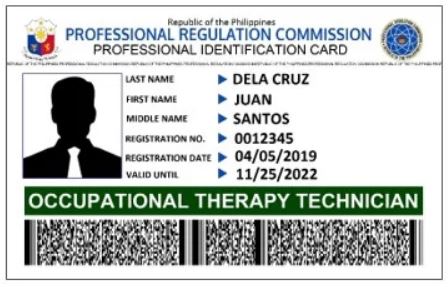 Republic of the Philippines
PROFESSIONAL REGULATION COMMISSION
PROFESSIONAL IDENTIFICATION CARD
LAST NAME DELA CRUZ
FIRST NAME JUAN
MIDDLE NAME SANTOS
REGISTRATION NO. 0012345
REGISTRATION DATE 04/05/2019
VALID UNTIL 11/25/2022
OCCUPATIONAL THERAPY TECHNICIAN